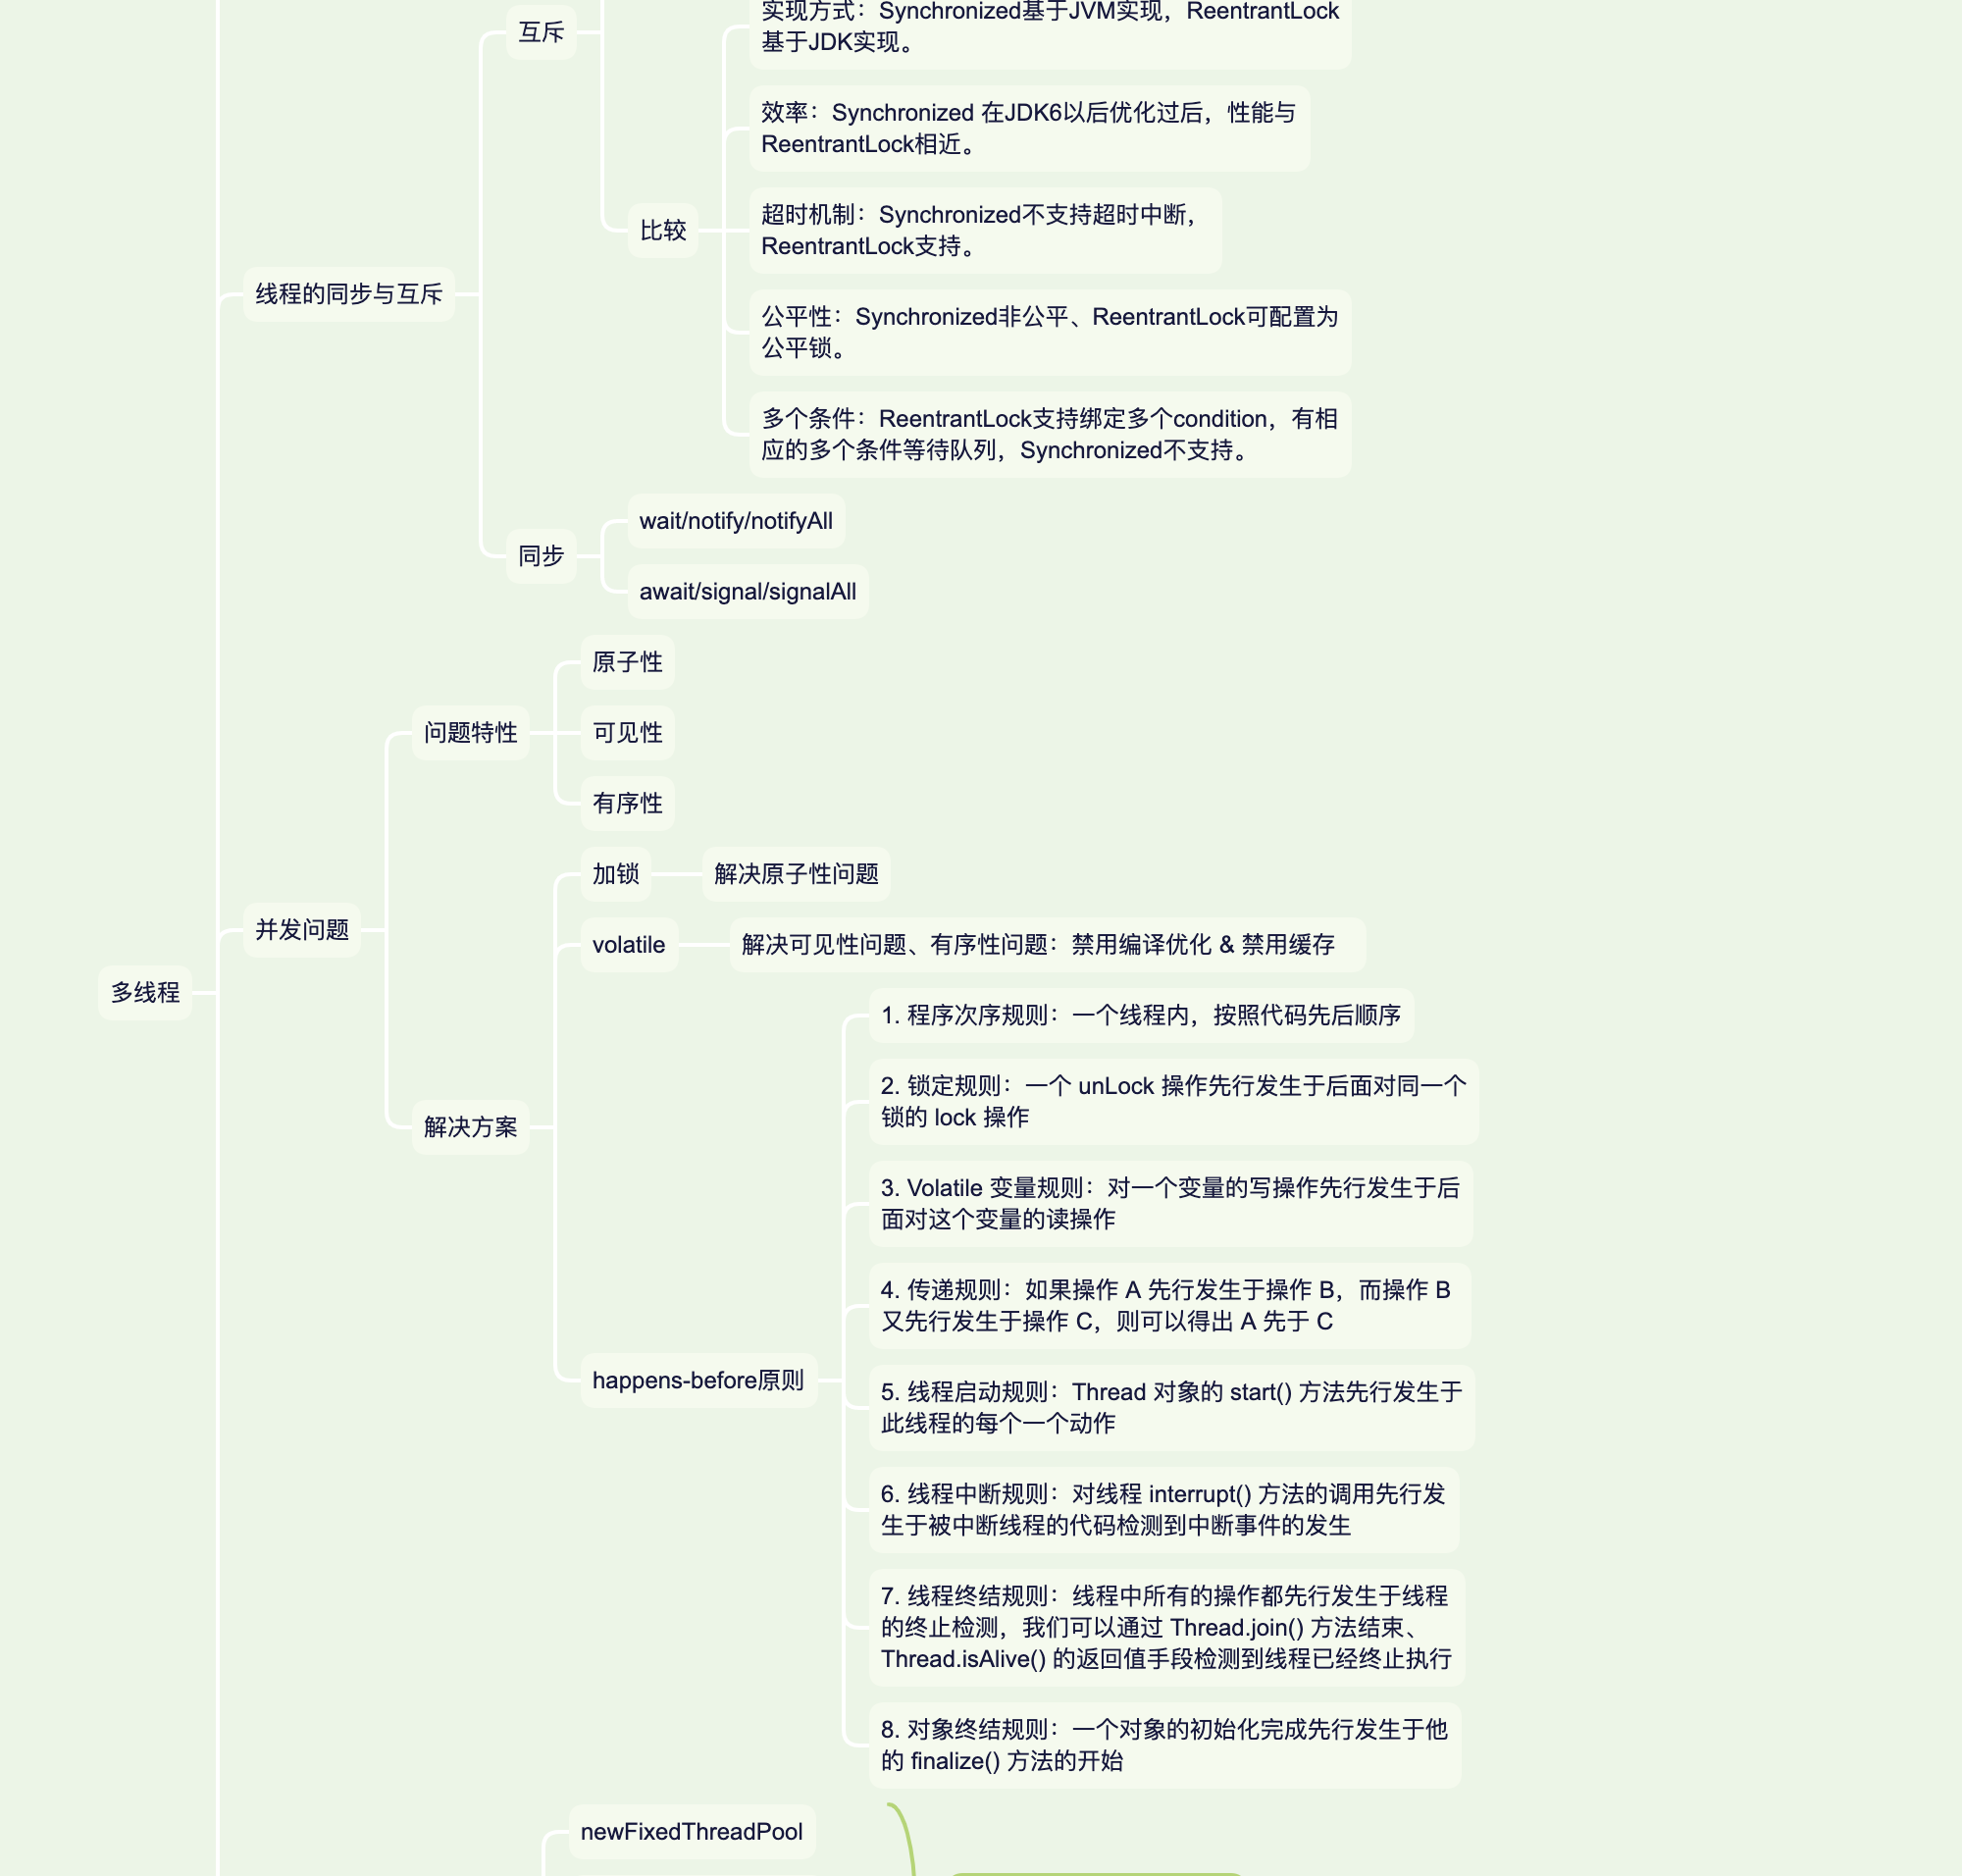 实现方式：Synchronized基于JVM实现，ReentrantLock
基于JDK实现。
互斥
效率：Synchronized 在JDK6以后优化过后，性能与
ReentrantLock相近。
比较
超时机制：Synchronized不支持超时中断，
ReentrantLock支持。
线程的同步与互斥
公平性：Synchronized非公平、ReentrantLock可配置为
公平锁。
多个条件：ReentrantLock支持绑定多个condition，有相
应的多个条件等待队列，Synchronized不支持。
同步
wait/notify/notifyAll
await/signal/signalAll
多线程
并发问题
问题特性
原子性
可见性
有序性
解决方案
加锁
解决原子性问题
volatile
解决可见性问题、有序性问题：禁用编译优化 & 禁用缓存
happens-before原则
1. 程序次序规则：一个线程内，按照代码先后顺序
2. 锁定规则：一个 unLock 操作先行发生于后面对同一个
锁的 lock 操作
3. Volatile 变量规则：对一个变量的写操作先行发生于后
面对这个变量的读操作
4. 传递规则：如果操作 A 先行发生于操作 B，而操作 B
又先行发生于操作 C，则可以得出 A 先于 C
5. 线程启动规则：Thread 对象的 start() 方法先行发生于
此线程的每个一个动作
6. 线程中断规则：对线程 interrupt() 方法的调用先行发
生于被中断线程的代码检测到中断事件的发生
7. 线程终结规则：线程中所有的操作都先行发生于线程
的终止检测，我们可以通过 Thread.join() 方法结束、
Thread.isAlive() 的返回值手段检测到线程已经终止执行
8. 对象终结规则：一个对象的初始化完成先行发生于他
的 finalize() 方法的开始
newFixedThreadPool